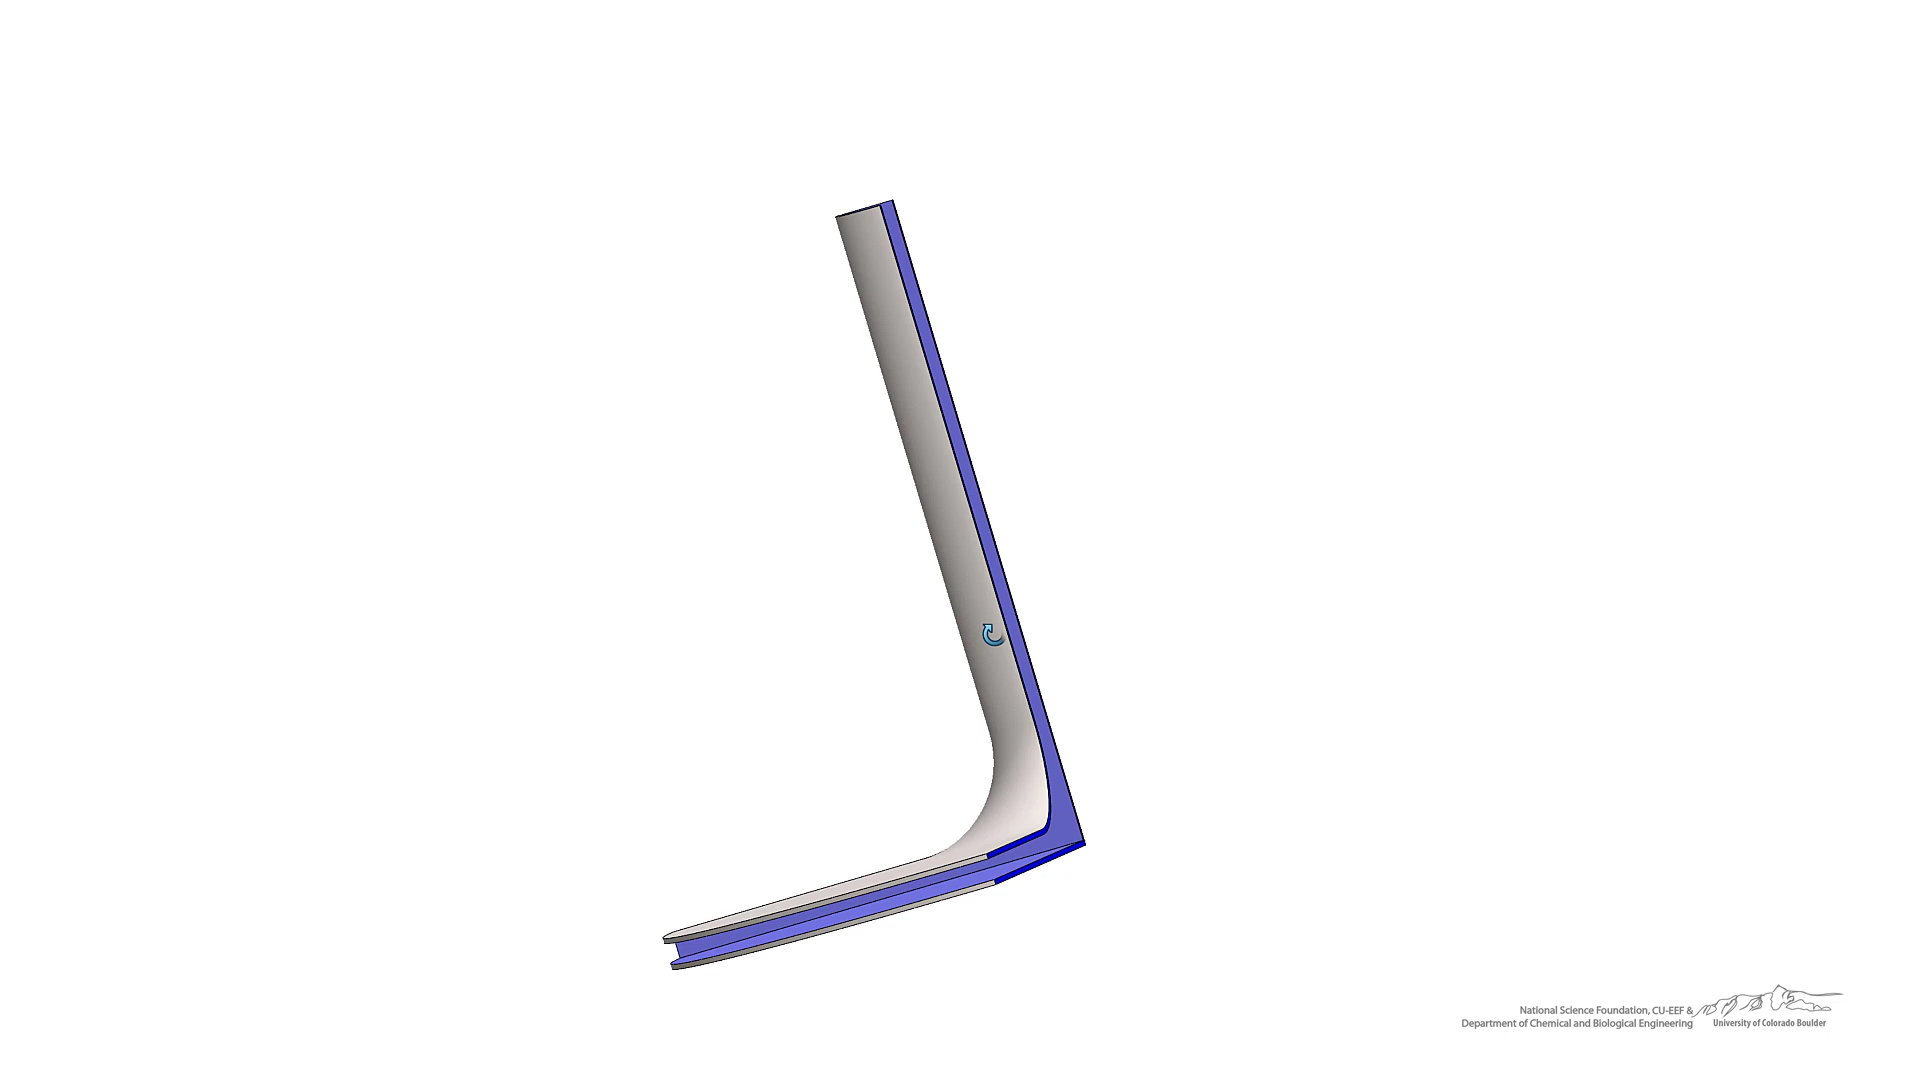 National Science Foundation, CU-EEF &
Department of Chemical and Biological Engineering
University of Colorado Boulder